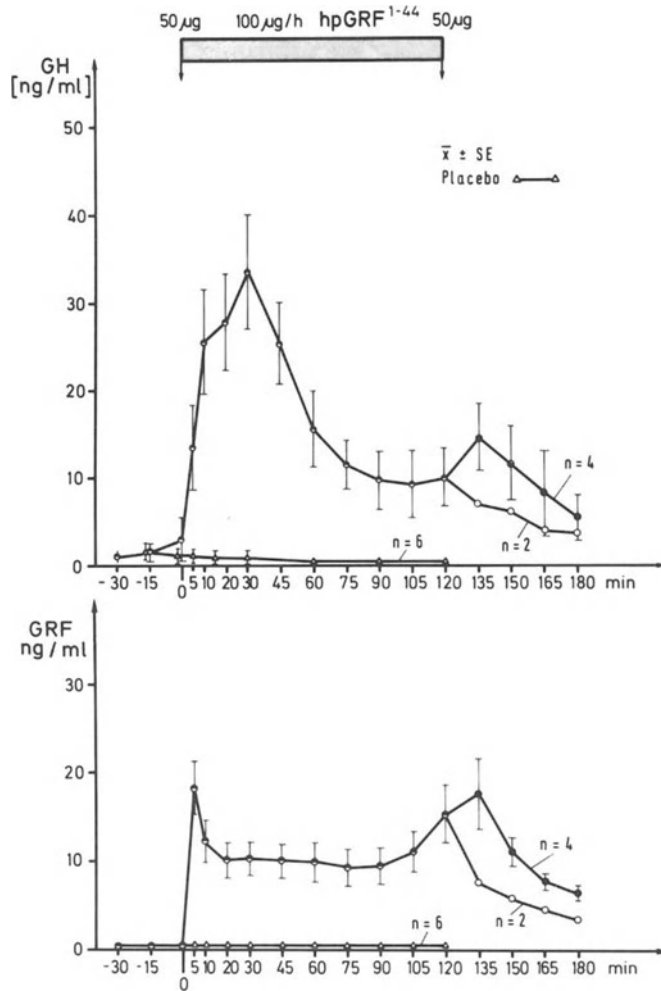 50 µg 100 µg/h hpGRF1-44 50 µg
GH
[ng/ml]
50
40
30
20
10
0
x̄ ± SE
Placebo
n = 4
n = 2
n = 6
-30 -15 0 5 10 20 30 45 60 75 90 105 120 135 150 165 180 min
GRF
ng/ml
30
20
10
0
n = 4
n = 2
n = 6
-30 -15 0 5 10 20 30 45 60 75 90 105 120 135 150 165 180 min